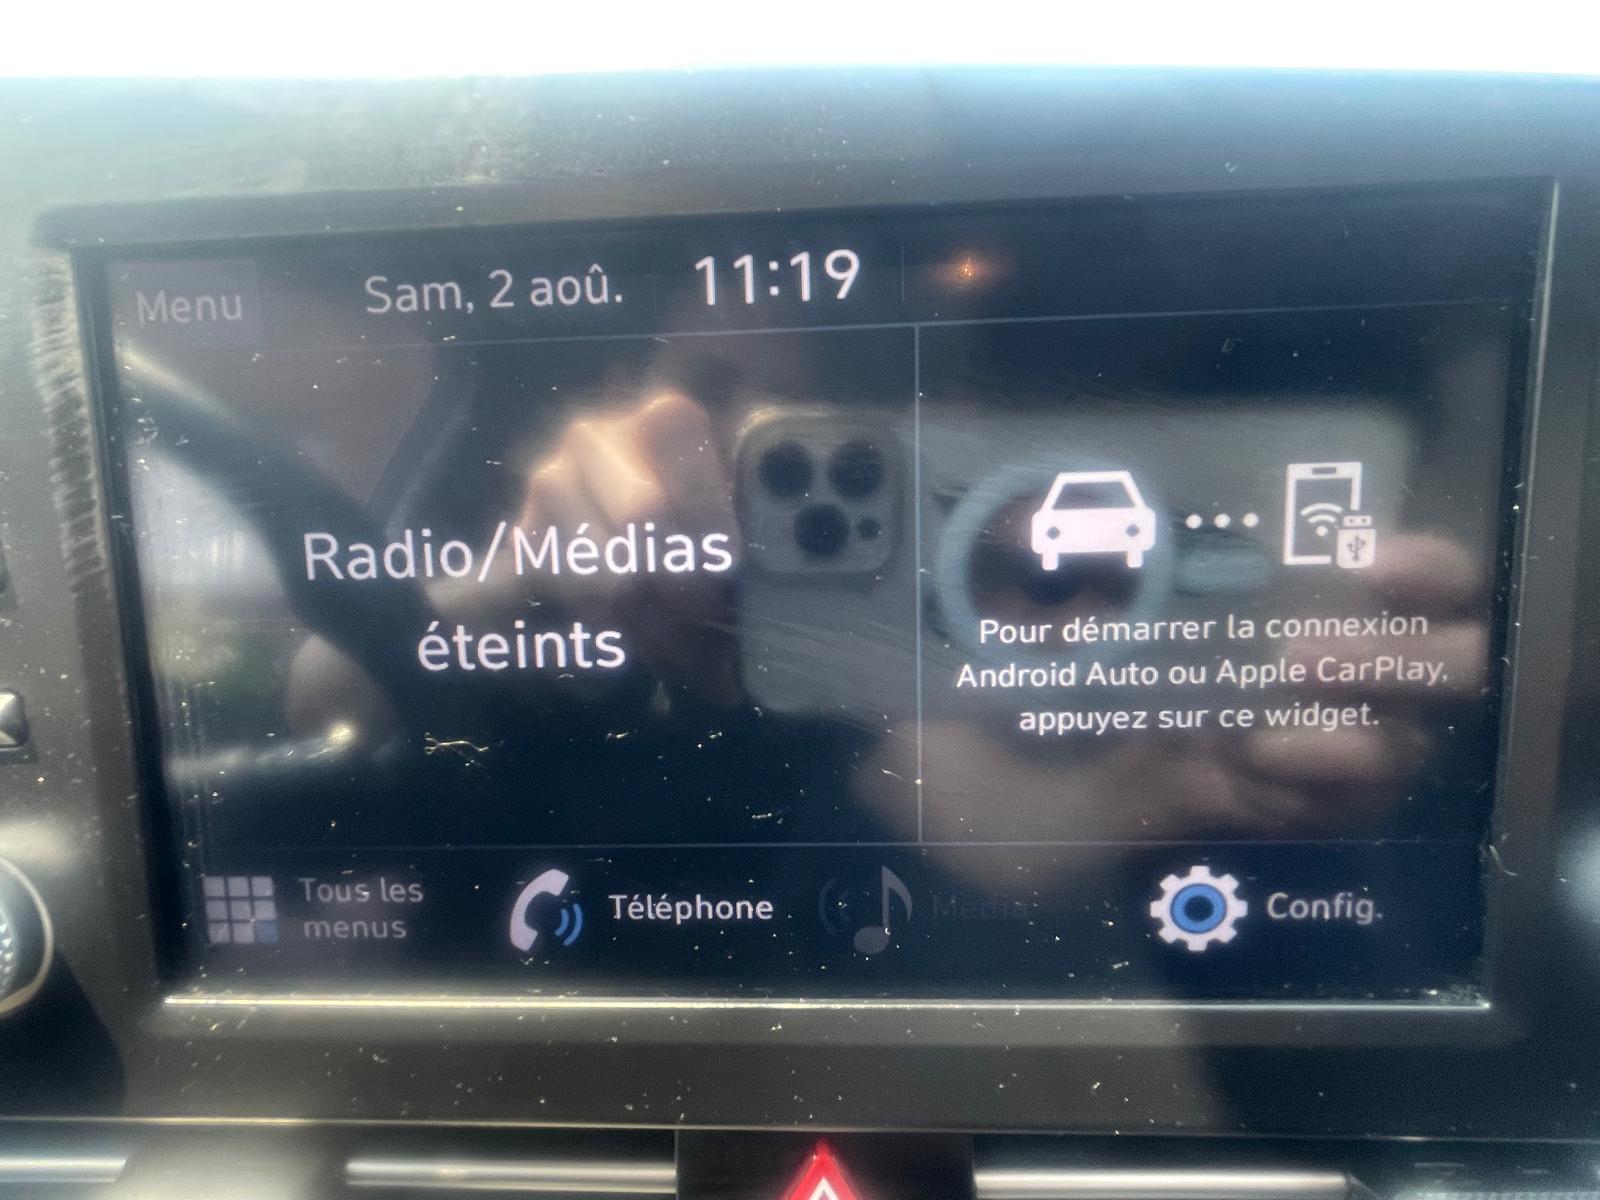 Menu
Sam, 2 aoû.
11:19
Radio/Médias
éteints
Pour démarrer la connexion
Android Auto ou Apple CarPlay,
appuyez sur ce widget.
Tous les
menus
Téléphone
Média
Config.